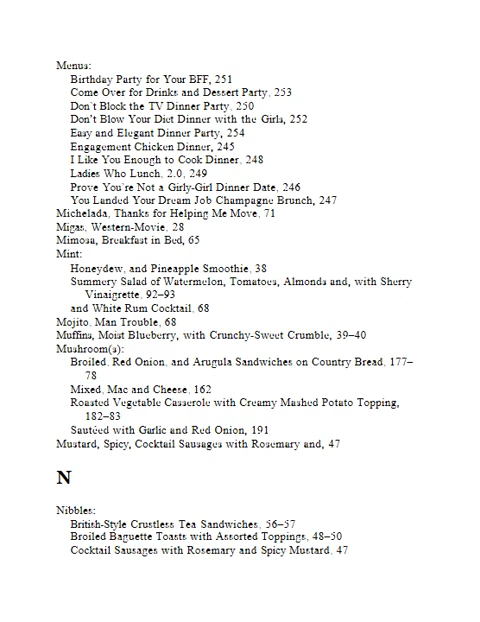 Menus:
Birthday Party for Your BFF, 251
Come Over for Drinks and Dessert Party, 253
Don't Block the TV Dinner Party, 250
Don't Blow Your Diet Dinner with the Girls, 252
Easy and Elegant Dinner Party, 254
Engagement Chicken Dinner, 245
I Like You Enough to Cook Dinner, 248
Ladies Who Lunch, 2.0, 249
Prove You're Not a Girly-Girl Dinner Date, 246
You Landed Your Dream Job Champagne Brunch, 247
Michelada, Thanks for Helping Me Move, 71
Migas, Western-Movie, 28
Mimosa, Breakfast in Bed, 65
Mint:
Honeydew, and Pineapple Smoothie, 38
Summery Salad of Watermelon, Tomatoes, Almonds and, with Sherry
Vinaigrette, 92–93
and White Rum Cocktail, 68
Mojito, Man Trouble, 68
Muffins, Moist Blueberry, with Crunchy-Sweet Crumble, 39–40
Mushroom(s):
Broiled, Red Onion, and Arugula Sandwiches on Country Bread, 177–
78
Mixed, Mac and Cheese, 162
Roasted Vegetable Casserole with Creamy Mashed Potato Topping,
182–83
Sautéed with Garlic and Red Onion, 191
Mustard, Spicy, Cocktail Sausages with Rosemary and, 47
N
Nibbles:
British-Style Crustless Tea Sandwiches, 56–57
Broiled Baguette Toasts with Assorted Toppings, 48–50
Cocktail Sausages with Rosemary and Spicy Mustard, 47